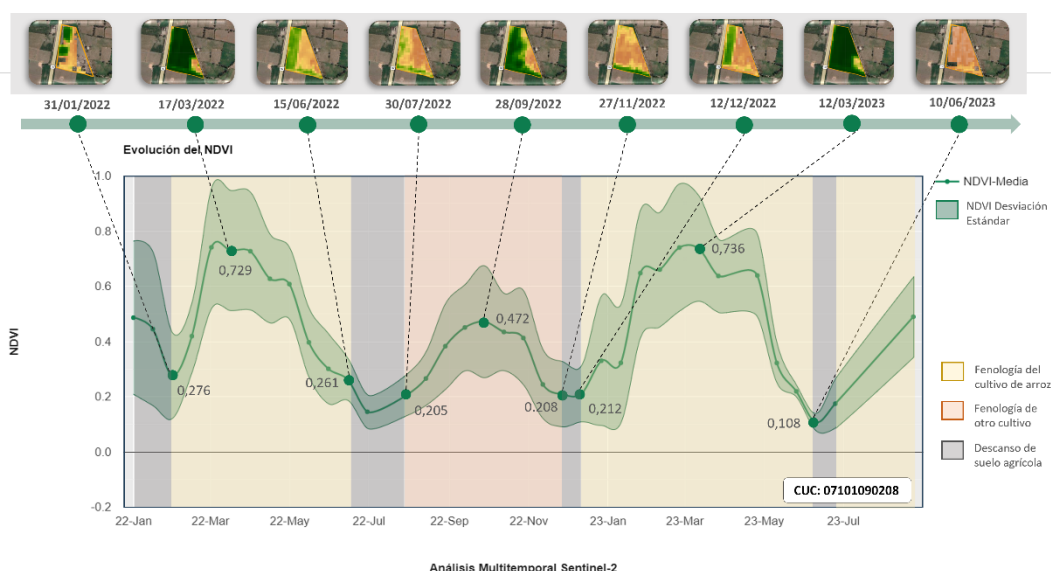 31/01/2022 17/03/2022 15/06/2022 30/07/2022 28/09/2022 27/11/2022 12/12/2022 12/03/2023 10/06/2023
Evolución del NDVI
NDVI
1.0
0.8
0.6
0.4
0.2
0.0
-0.2
0,276
0,729
0,261
0,205
0,472
0.208
0,212
0,736
0,108
NDVI-Media
NDVI Desviación
Estándar
Fenología del
cultivo de arroz
Fenología de
otro cultivo
Descanso de
suelo agrícola
CUC: 07101090208
22-Jan 22-Mar 22-May 22-Jul 22-Sep 22-Nov 23-Jan 23-Mar 23-May 23-Jul
Análisis Multitemporal Sentinel-2